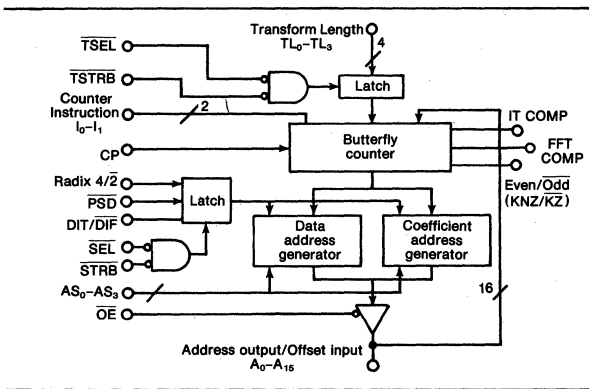 Transform Length
TL₀–TL₃
4
TSEL
TSTRB
Latch
Counter
Instruction
I₀–I₁
2
IT COMP
Butterfly
counter
FFT
COMP
CP
Even/Odd
(KNZ/KZ)
Radix 4/2
PSD
DIT/DIF
Latch
Data
address
generator
Coefficient
address
generator
SEL
STRB
AS₀–AS₃
16
OE
Address output/Offset input
A₀–A₁₅